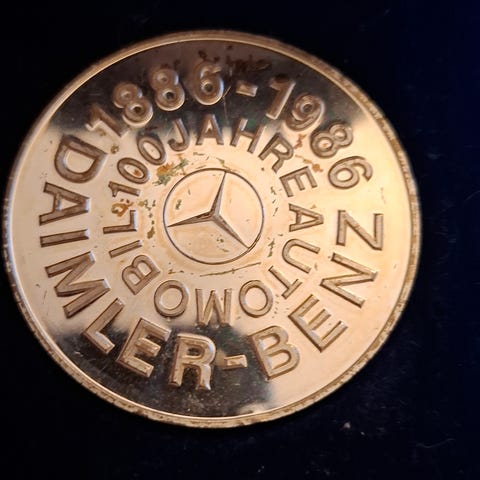 1886-1986
DAIMLER-BENZ
100 JAHRE AUTOMOBIL